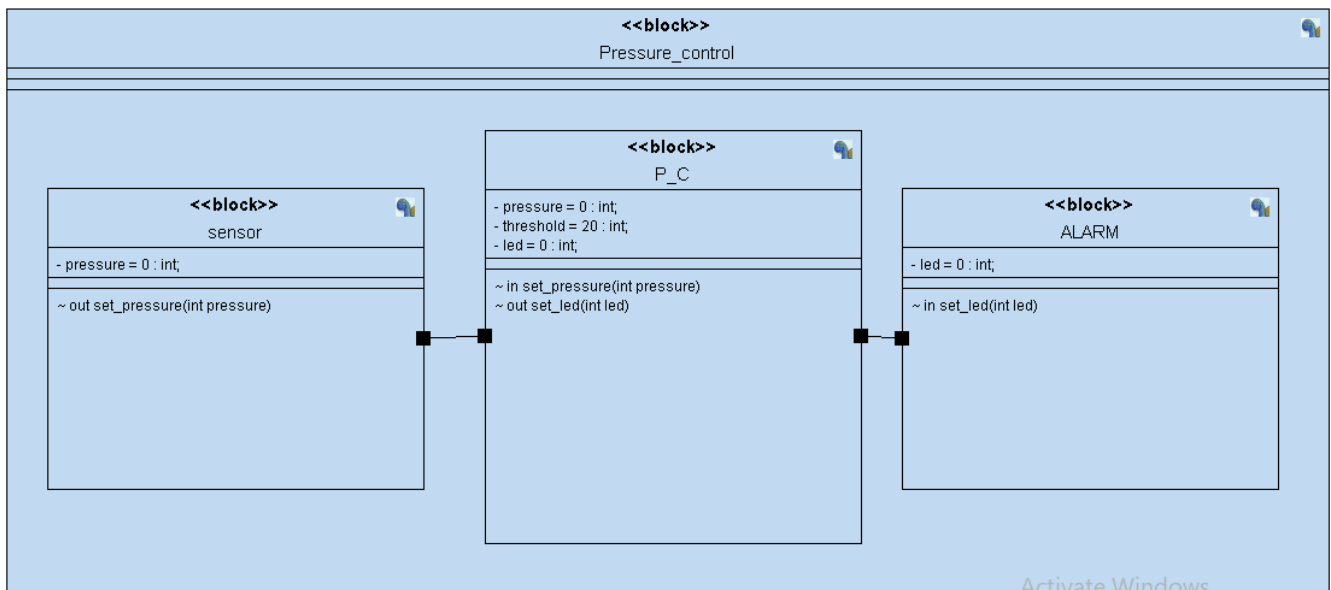 <<block>>
Pressure_control
<<block>>
sensor
- pressure = 0 : int;
~ out set_pressure(int pressure)
<<block>>
P_C
- pressure = 0 : int;
- threshold = 20 : int;
- led = 0 : int;
~ in set_pressure(int pressure)
~ out set_led(int led)
<<block>>
ALARM
- led = 0 : int;
~ in set_led(int led)
Activate Windows